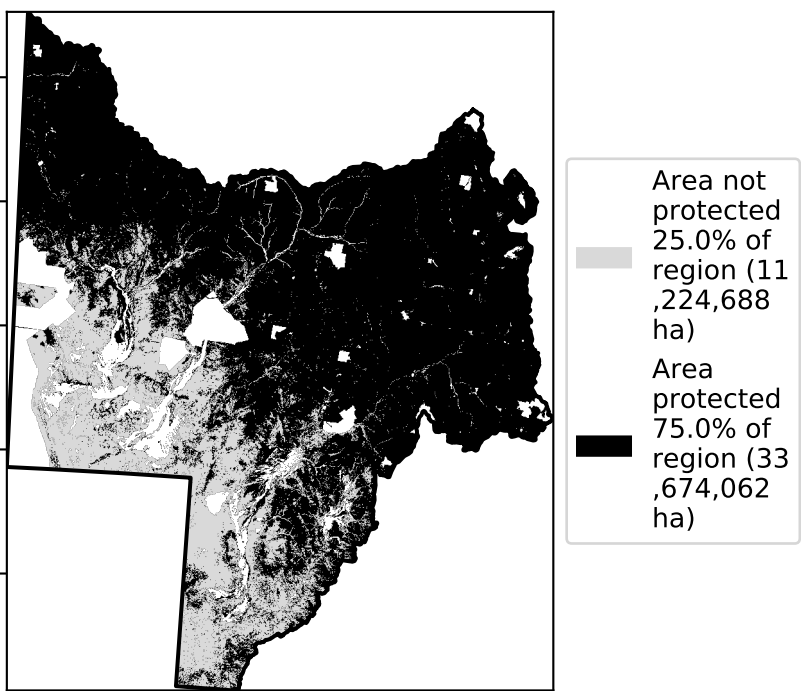 Area not
protected
25.0% of
region (11
,224,688
ha)
Area
protected
75.0% of
region (33
,674,062
ha)